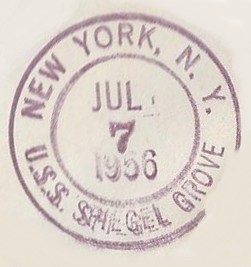 NEW YORK, N. Y.
JUL
7
1956
U.S.S. SPIEGEL GROVE